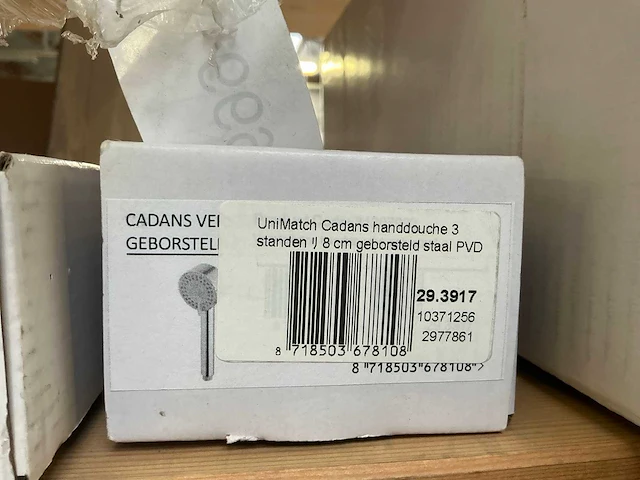 CADANS
GEBORSTEL
UniMatch Cadans handdouche 3
standen 8 cm geborsteld staal PVD
29.3917
10371256
2977861
8 718503 678108
8 "718503"678108">